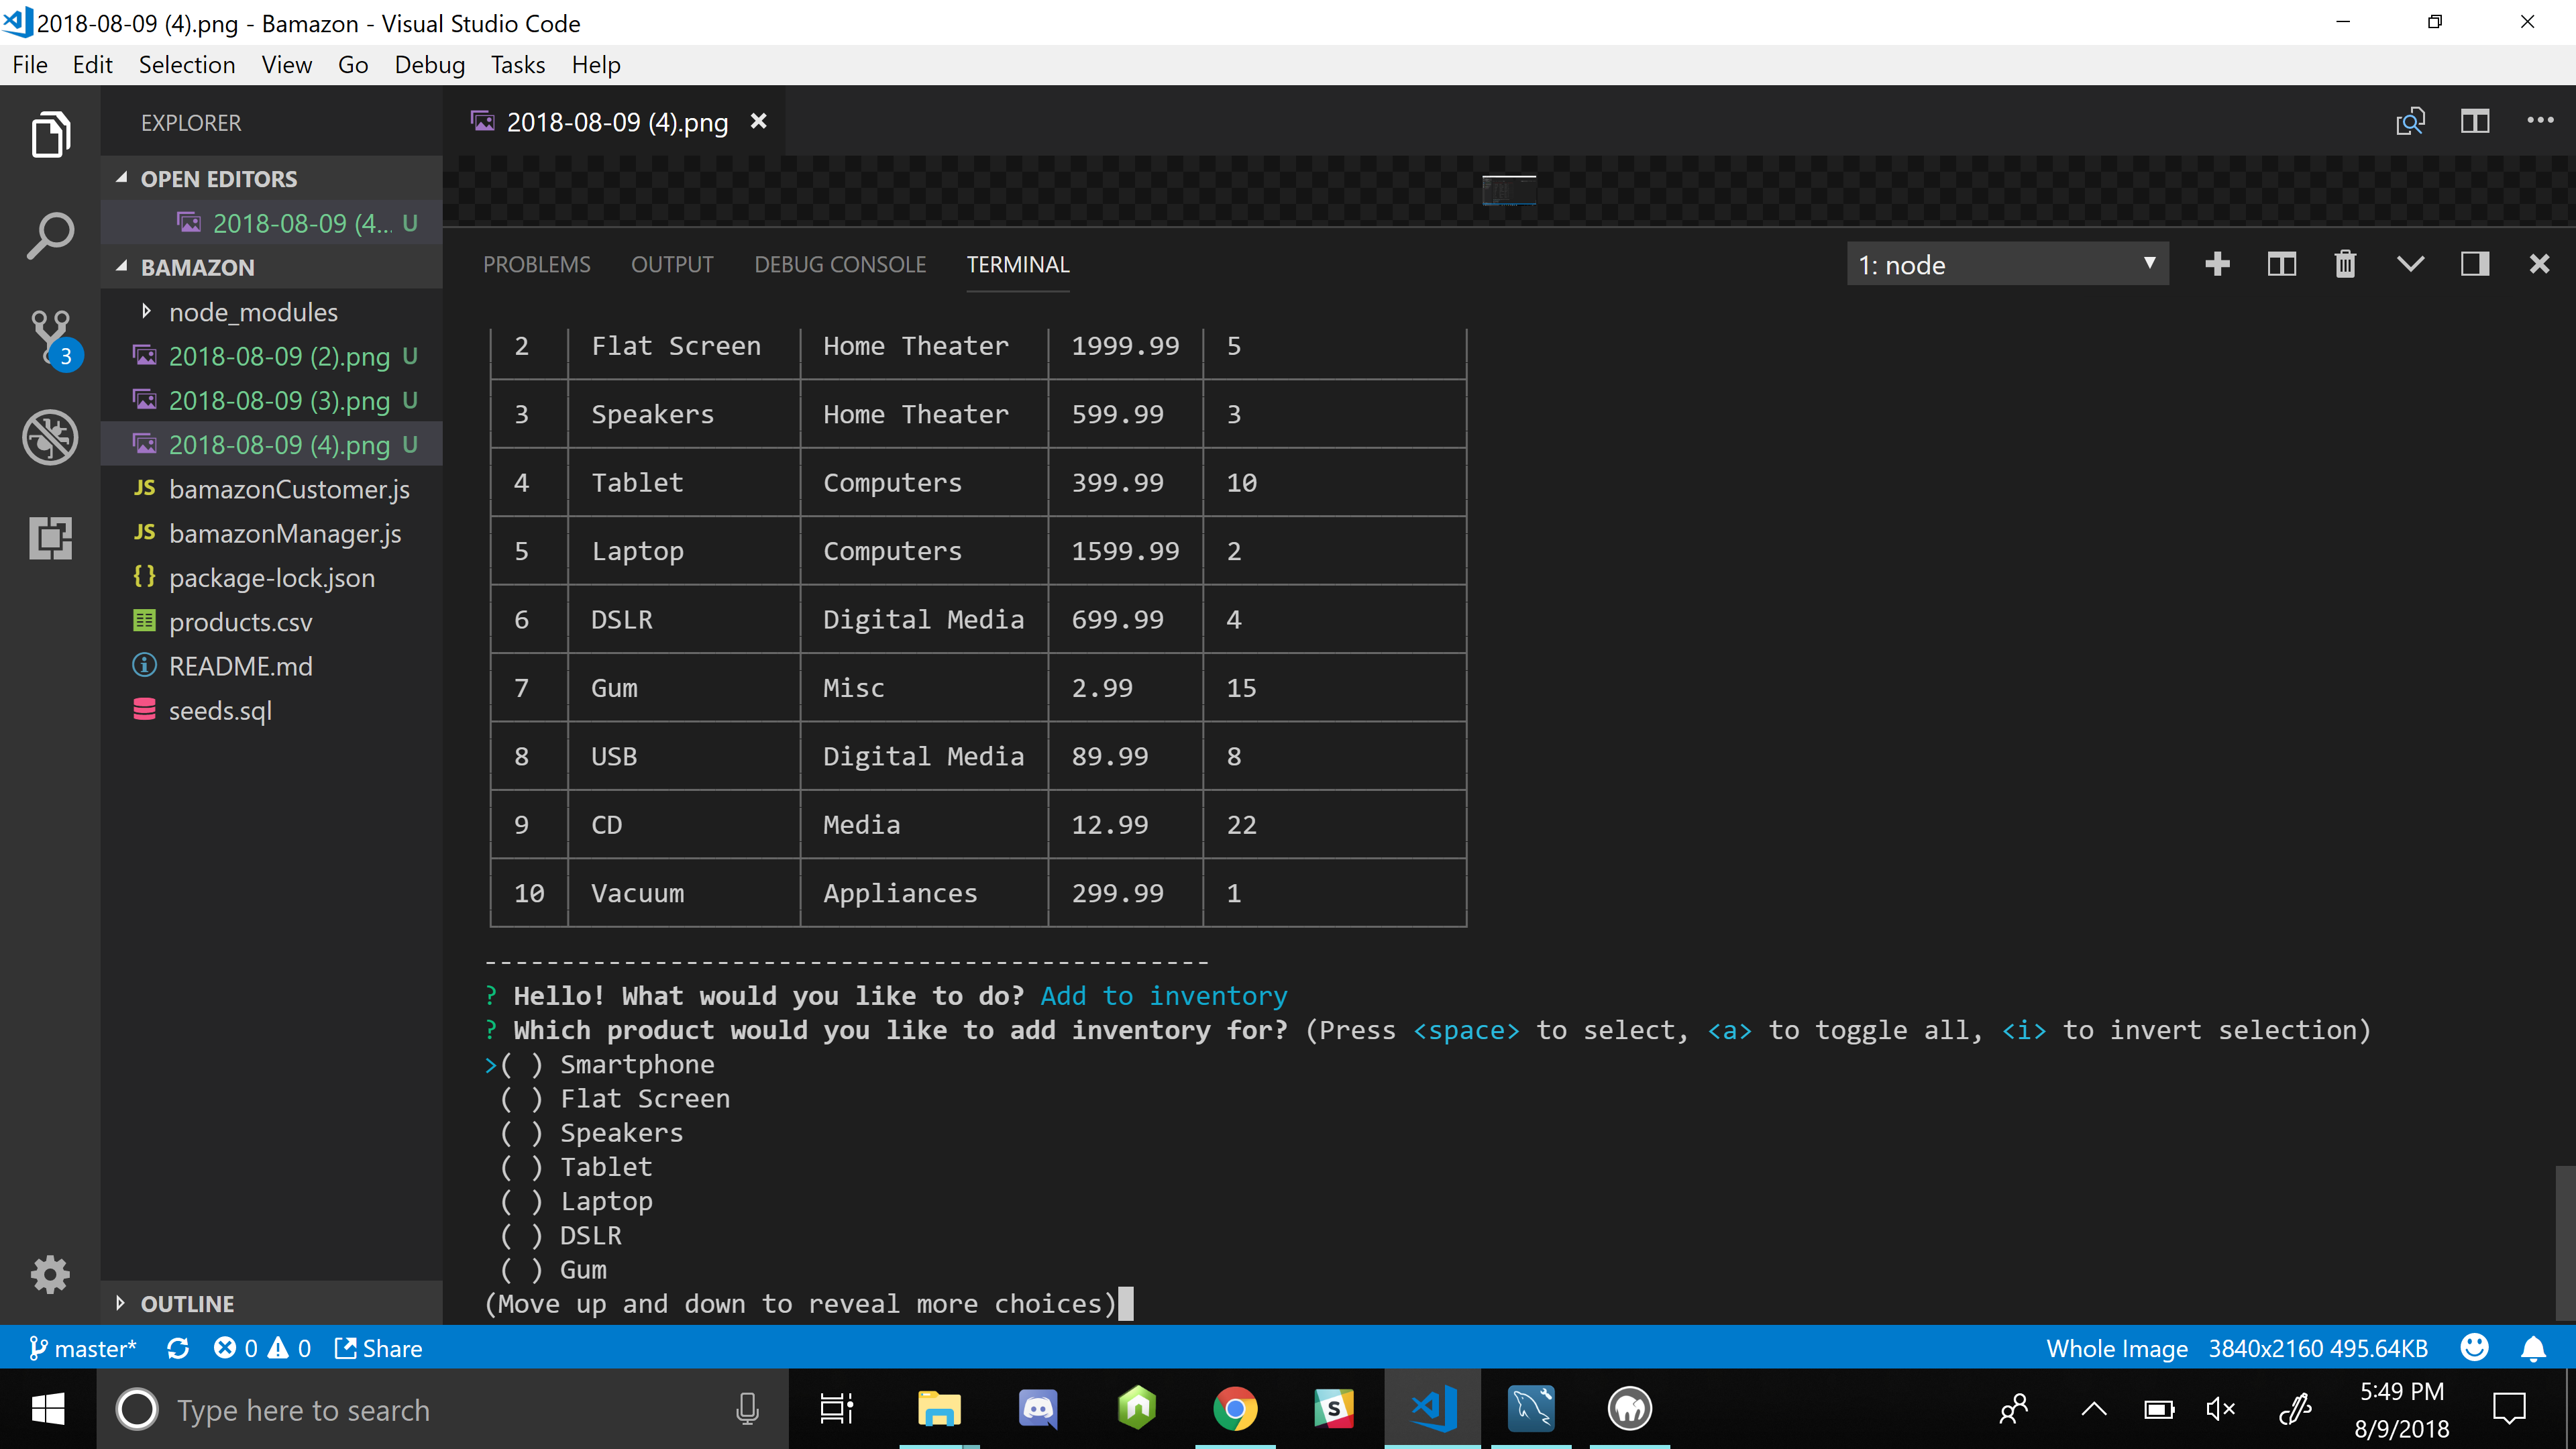 2018-08-09 (4).png - Bamazon - Visual Studio Code
File Edit Selection View Go Debug Tasks Help
EXPLORER
OPEN EDITORS
2018-08-09 (4... U
BAMAZON
node_modules
2018-08-09 (2).png U
2018-08-09 (3).png U
2018-08-09 (4).png U
JS bamazonCustomer.js
JS bamazonManager.js
{} package-lock.json
products.csv
README.md
seeds.sql
OUTLINE
3
2018-08-09 (4).png
PROBLEMS OUTPUT DEBUG CONSOLE TERMINAL 1: node
2 Flat Screen Home Theater 1999.99 5
3 Speakers Home Theater 599.99 3
4 Tablet Computers 399.99 10
5 Laptop Computers 1599.99 2
6 DSLR Digital Media 699.99 4
7 Gum Misc 2.99 15
8 USB Digital Media 89.99 8
9 CD Media 12.99 22
10 Vacuum Appliances 299.99 1
-----------------------------------------------
? Hello! What would you like to do? Add to inventory
? Which product would you like to add inventory for? (Press <space> to select, <a> to toggle all, <i> to invert selection)
>( ) Smartphone
( ) Flat Screen
( ) Speakers
( ) Tablet
( ) Laptop
( ) DSLR
( ) Gum
(Move up and down to reveal more choices)
master* 0 0 Share Whole Image 3840x2160 495.64KB
Type here to search
S
5:49 PM
8/9/2018